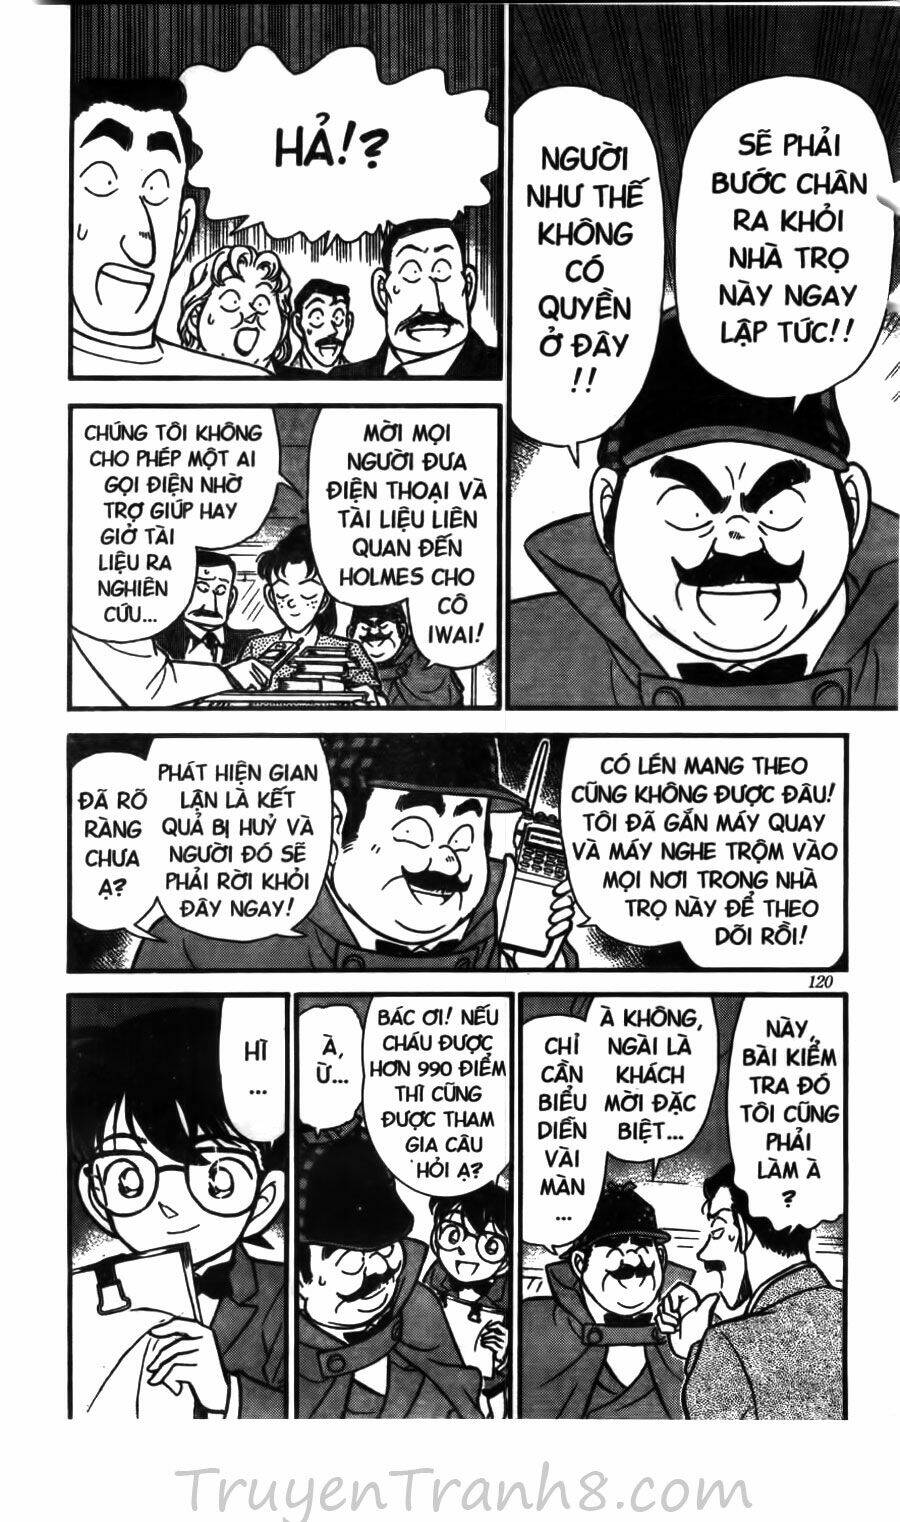 SẼ PHẢI
BƯỚC CHÂN
RA KHỎI
NHÀ TRỌ
NÀY NGAY
LẬP TỨC!!
NGƯỜI
NHƯ THẾ
KHÔNG
CÓ
QUYỀN
Ở ĐÂY
!!
HẢ!?
MỜI MỌI
NGƯỜI ĐƯA
ĐIỆN THOẠI VÀ
TÀI LIỆU LIÊN
QUAN ĐẾN
HOLMES CHO
CÔ
IWAI!
CHÚNG TÔI KHÔNG
CHO PHÉP MỘT AI
GỌI ĐIỆN NHỜ
TRỢ GIÚP HAY
GIỞ TÀI
LIỆU RA
NGHIÊN
CỨU...
CÓ LÉN MANG THEO
CŨNG KHÔNG ĐƯỢC ĐÂU!
TÔI ĐÃ GẮN MÁY QUAY
VÀ MÁY NGHE TRỘM VÀO
MỌI NƠI TRONG NHÀ
TRỌ NÀY ĐỂ THEO
DÕI RỒI!
PHÁT HIỆN GIAN
LẬN LÀ KẾT
QUẢ BỊ HUỶ VÀ
NGƯỜI ĐÓ SẼ
PHẢI RỜI KHỎI
ĐÂY NGAY!
ĐÃ RÕ
RÀNG
CHƯA
Ạ?
120
NÀY,
BÀI KIỂM
TRA ĐÓ
TÔI CŨNG
PHẢI
LÀM À
?
À KHÔNG,
NGÀI LÀ
KHÁCH
MỜI ĐẶC
BIỆT...
CHỈ
CẦN
BIỂU
DIỄN
VÀI
MÀN
...
BÁC ƠI! NẾU
CHÁU ĐƯỢC
HƠN 990 ĐIỂM
THÌ CŨNG
ĐƯỢC THAM
GIA CÂU
HỎI Ạ?
À,
Ừ...
HÌ
...
TruyenTranh8.com